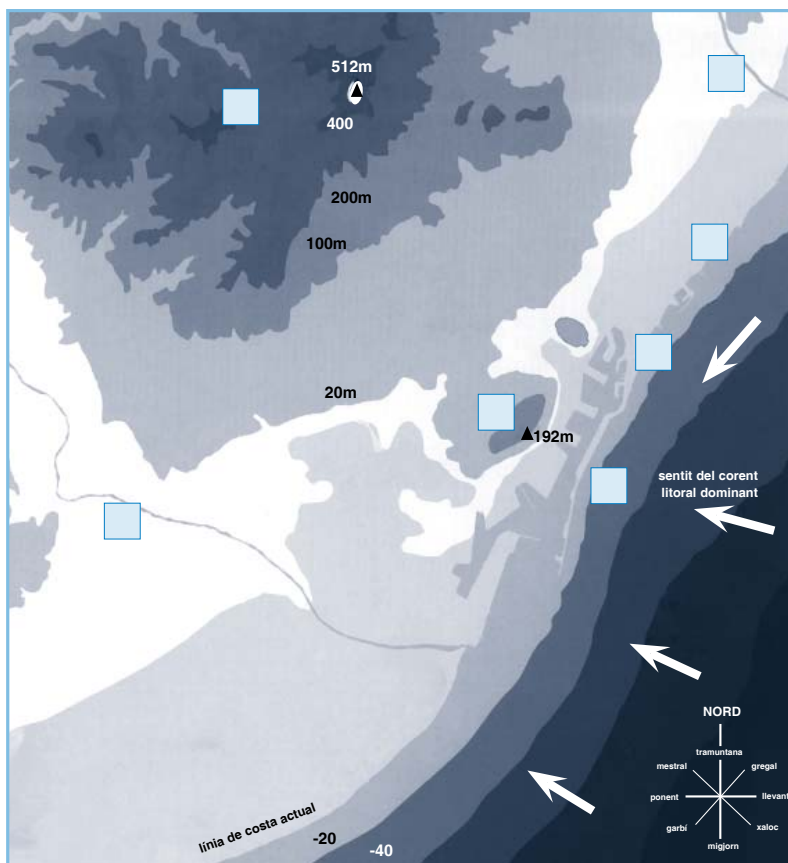 512m
400
200m
100m
20m
192m
sentit del corent
litoral dominant
NORD
tramuntana
mestral
gregal
ponent
llevant
garbí
xaloc
migjorn
línia de costa actual
-20
-40